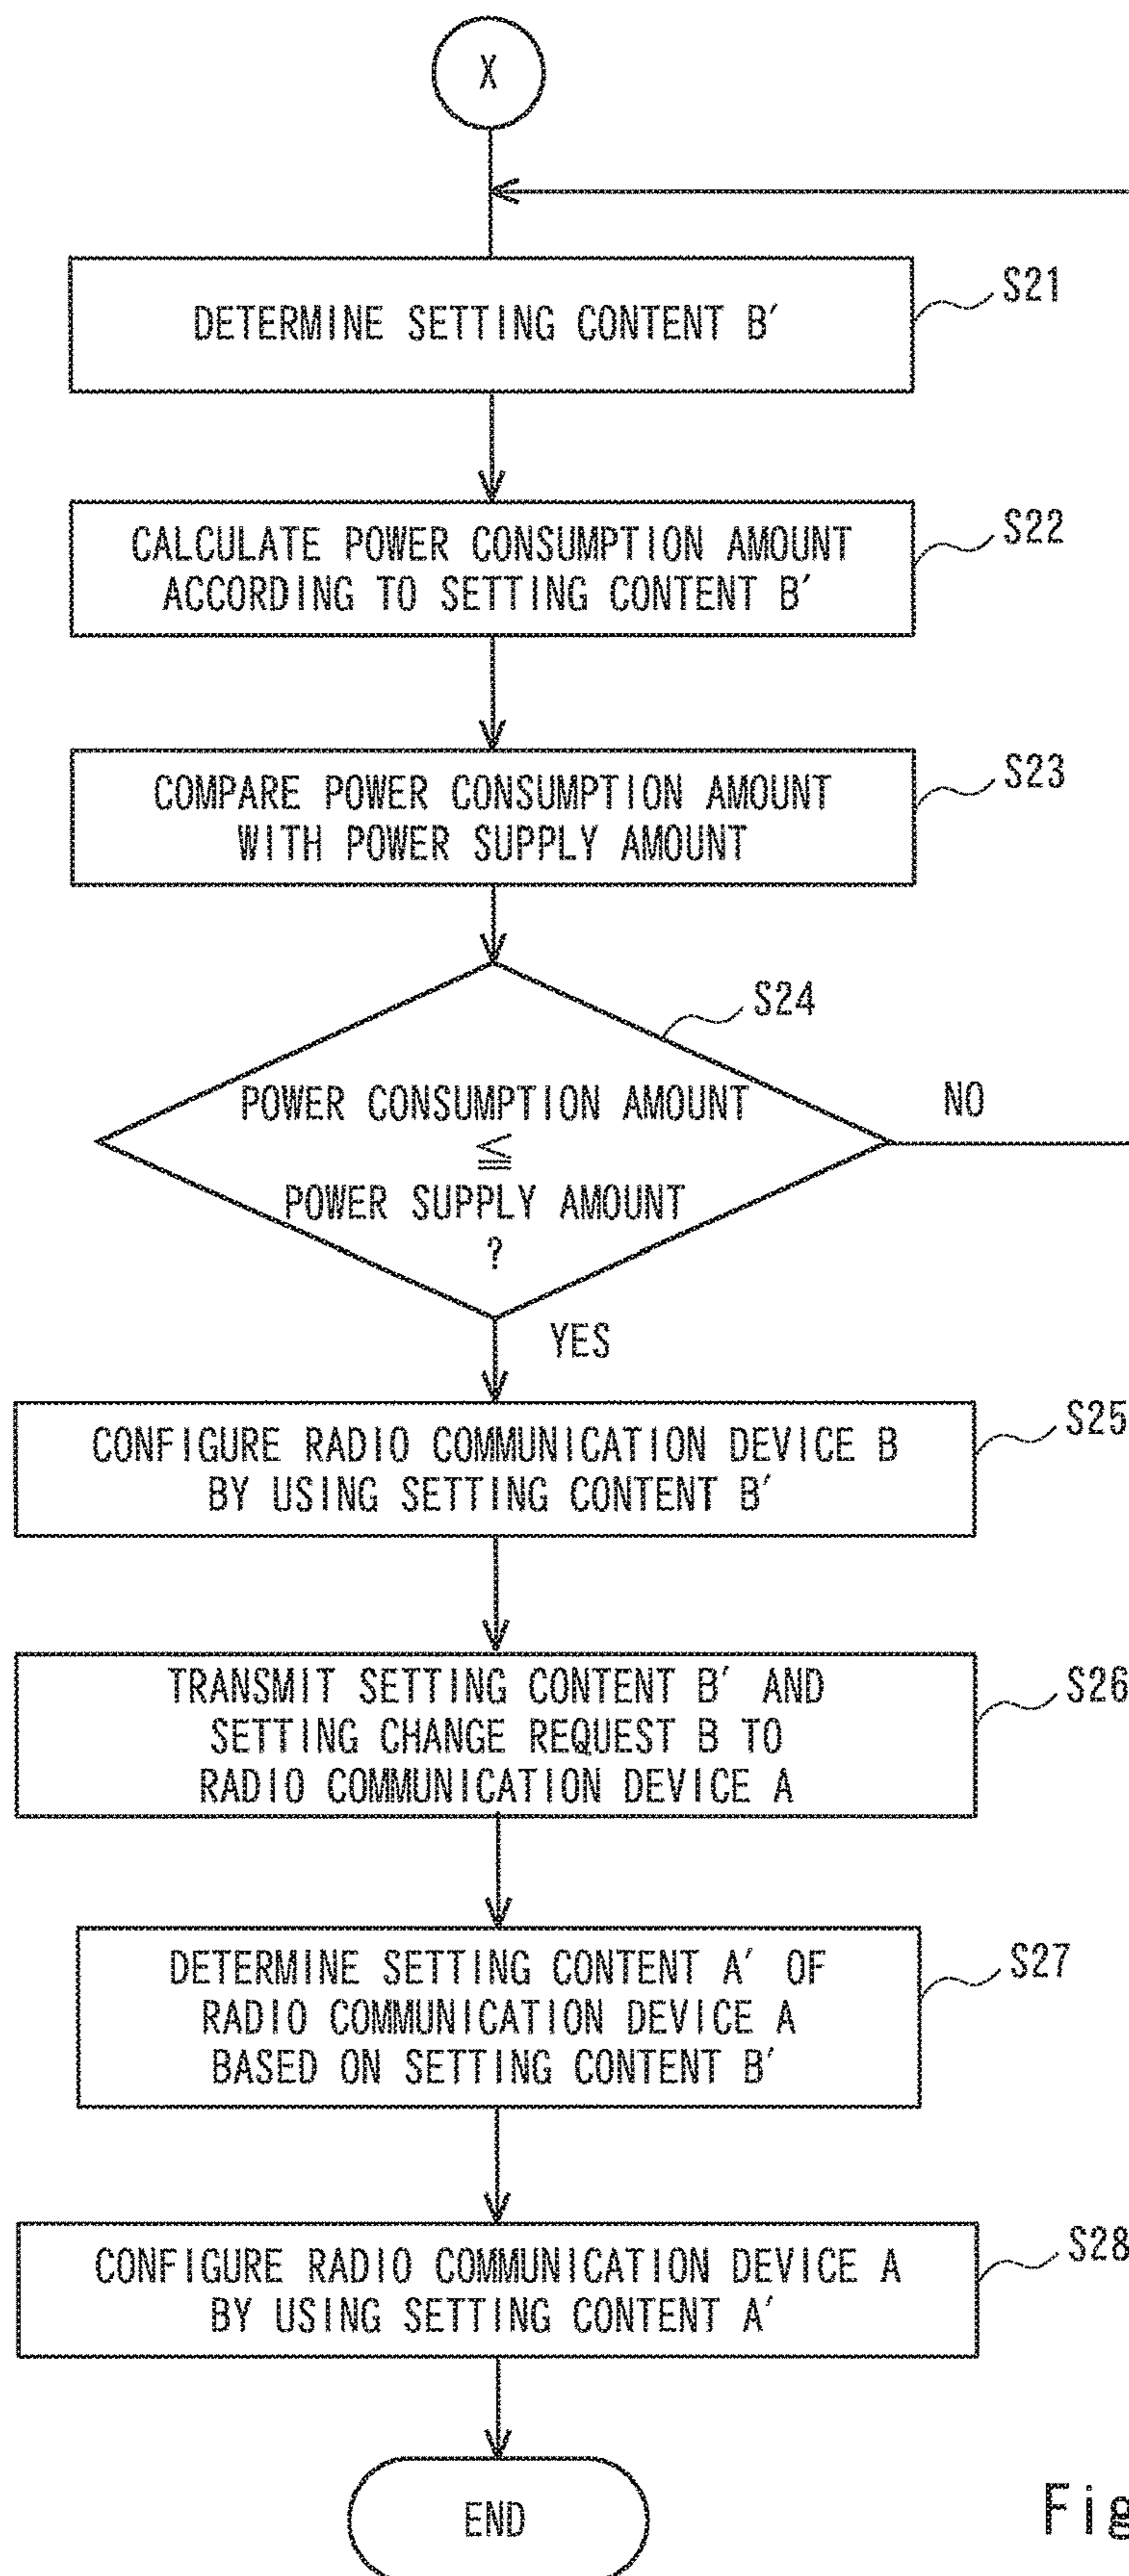 X
DETERMINE SETTING CONTENT B′
S21
CALCULATE POWER CONSUMPTION AMOUNT
ACCORDING TO SETTING CONTENT B′
S22
COMPARE POWER CONSUMPTION AMOUNT
WITH POWER SUPPLY AMOUNT
S23
S24
POWER CONSUMPTION AMOUNT
≦
POWER SUPPLY AMOUNT
?
NO
YES
CONFIGURE RADIO COMMUNICATION DEVICE B
BY USING SETTING CONTENT B′
S25
TRANSMIT SETTING CONTENT B′ AND
SETTING CHANGE REQUEST B TO
RADIO COMMUNICATION DEVICE A
S26
DETERMINE SETTING CONTENT A′ OF
RADIO COMMUNICATION DEVICE A
BASED ON SETTING CONTENT B′
S27
CONFIGURE RADIO COMMUNICATION DEVICE A
BY USING SETTING CONTENT A′
S28
END
Fig